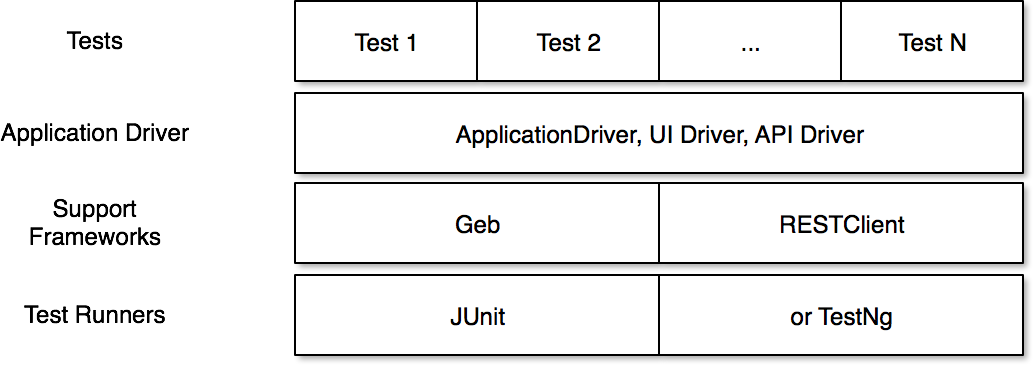 Tests
Test 1
Test 2
...
Test N
Application Driver
ApplicationDriver, UI Driver, API Driver
Support
Frameworks
Geb
RESTClient
Test Runners
JUnit
or TestNg